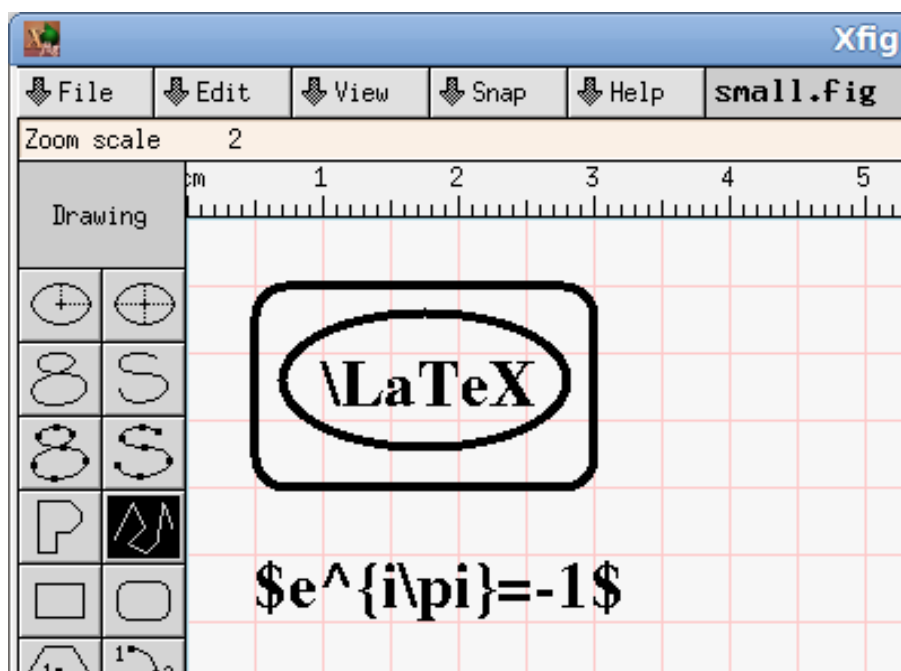 Xfig
File Edit View Snap Help small.fig
Zoom scale 2
cm 1 2 3 4 5
Drawing
\LaTeX
$e^{i\pi}=-1$